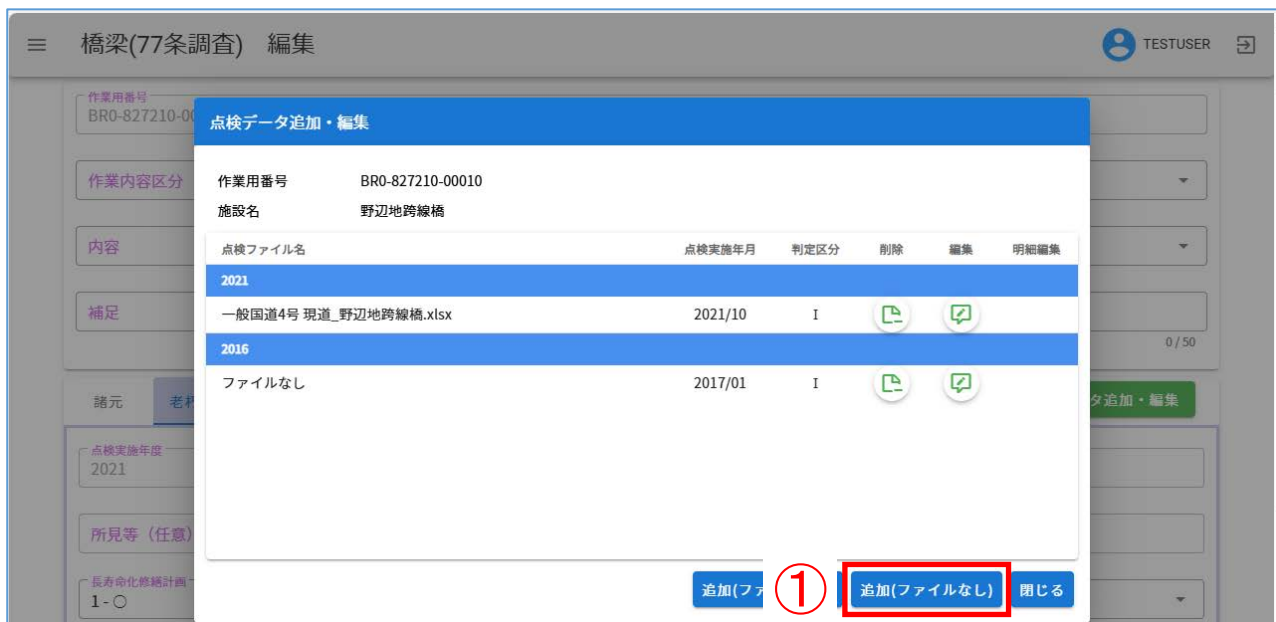 橋梁(77条調査) 編集
TESTUSER
作業用番号
BR0-827210-00
作業内容区分
内容
補足
0 / 50
諸元
老朽
タ追加・編集
点検実施年度
2021
所見等（任意）
長寿命化修繕計画
1 - ○
点検データ追加・編集
作業用番号 BR0-827210-00010
施設名 野辺地跨線橋
点検ファイル名 点検実施年月 判定区分 削除 編集 明細編集
2021
一般国道4号 現道_野辺地跨線橋.xlsx 2021/10 I
2016
ファイルなし 2017/01 I
追加(ファ ① 追加(ファイルなし) 閉じる